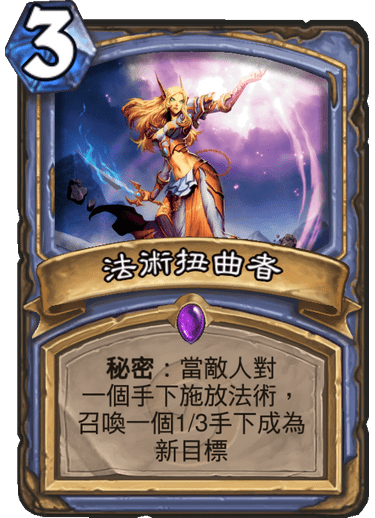 3
法術扭曲者
秘密：當敵人對
一個手下施放法術，
召喚一個1/3手下成為
新目標